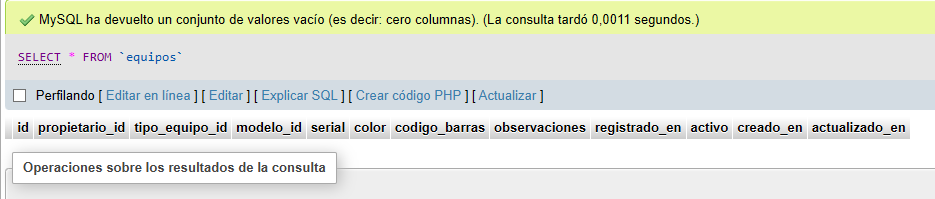 MySQL ha devuelto un conjunto de valores vacío (es decir: cero columnas). (La consulta tardó 0,0011 segundos.)
SELECT * FROM `equipos`
Perfilando [ Editar en línea ] [ Editar ] [ Explicar SQL ] [ Crear código PHP ] [ Actualizar ]
id propietario_id tipo_equipo_id modelo_id serial color codigo_barras observaciones registrado_en activo creado_en actualizado_en
Operaciones sobre los resultados de la consulta